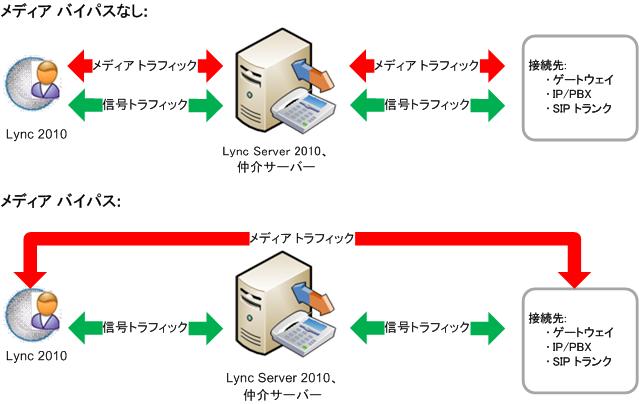 メディア バイパスなし:
メディアトラフィック
メディアトラフィック
信号トラフィック
信号トラフィック
Lync 2010
Lync Server 2010、
仲介サーバー
接続先:
・ゲートウェイ
・IP/PBX
・SIP トランク
メディア バイパス:
メディアトラフィック
信号トラフィック
信号トラフィック
Lync 2010
Lync Server 2010、
仲介サーバー
接続先:
・ゲートウェイ
・IP/PBX
・SIP トランク